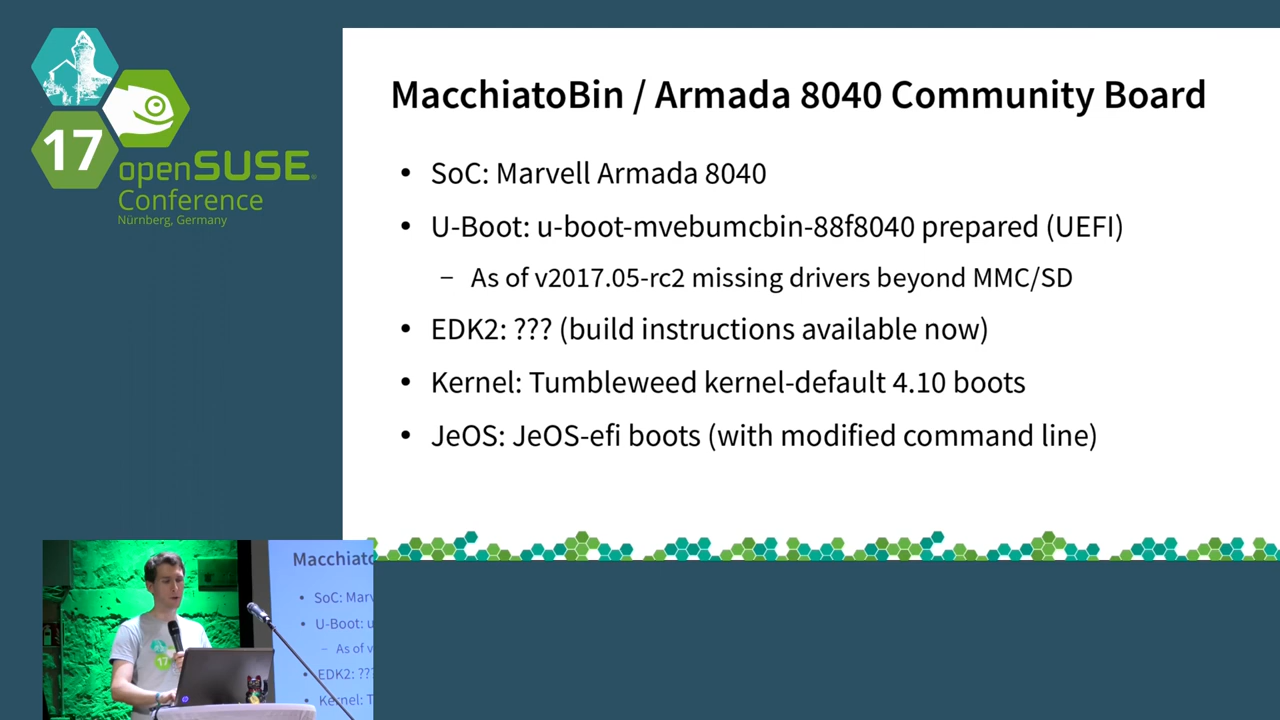 17
openSUSE
Conference
Nürnberg, Germany
MacchiatoBin / Armada 8040 Community Board
• SoC: Marvell Armada 8040
• U-Boot: u-boot-mvebumcbin-88f8040 prepared (UEFI)
– As of v2017.05-rc2 missing drivers beyond MMC/SD
• EDK2: ??? (build instructions available now)
• Kernel: Tumbleweed kernel-default 4.10 boots
• JeOS: JeOS-efi boots (with modified command line)
Macchiato
• SoC: Marv
• U-Boot: u
– As of v
• EDK2: ???
• Kernel: T
17
hp